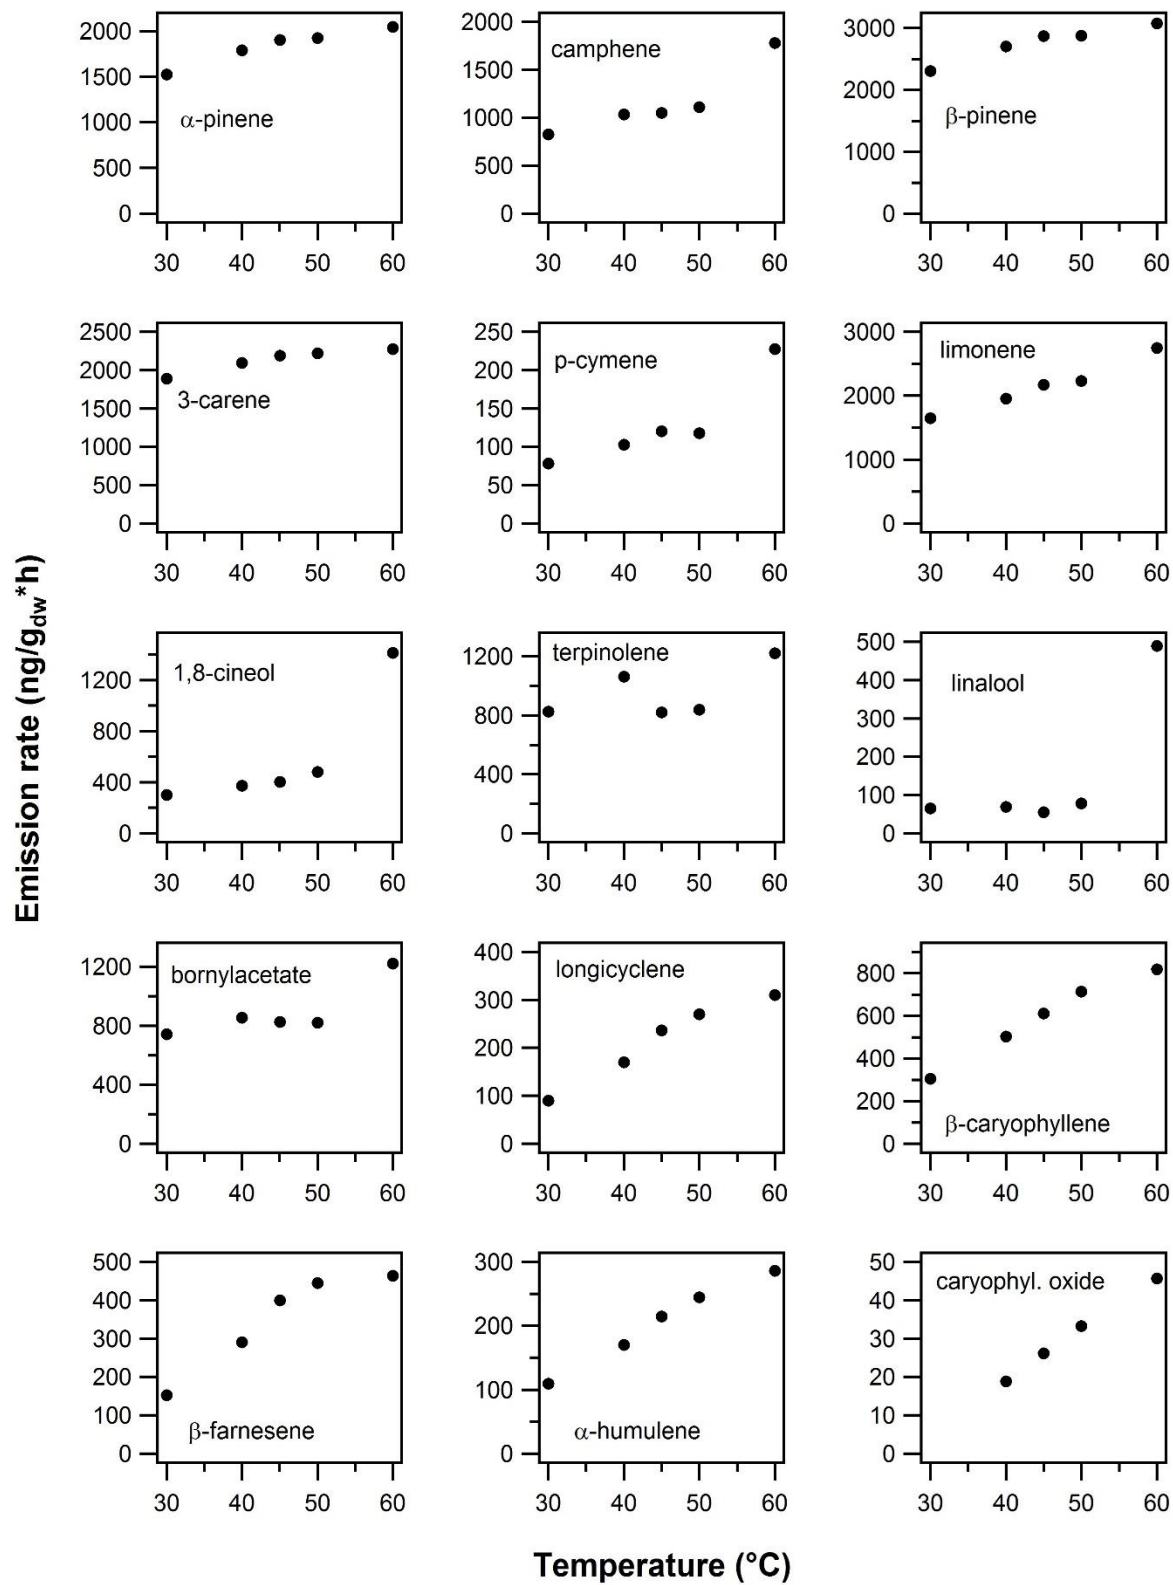 2000
1500
1000
500
0
α-pinene
30 40 50 60
2000
1500
1000
500
0
camphene
30 40 50 60
3000
2000
1000
0
β-pinene
30 40 50 60
2500
2000
1500
1000
500
0
3-carene
30 40 50 60
250
200
150
100
50
0
p-cymene
30 40 50 60
3000
2000
1000
0
limonene
30 40 50 60
Emission rate (ng/g_dw*h)
1200
800
400
0
1,8-cineol
30 40 50 60
1200
800
400
0
terpinolene
30 40 50 60
500
400
300
200
100
0
linalool
30 40 50 60
1200
800
400
0
bornylacetate
30 40 50 60
400
300
200
100
0
longicyclene
30 40 50 60
800
600
400
200
0
β-caryophyllene
30 40 50 60
500
400
300
200
100
0
β-farnesene
30 40 50 60
300
200
100
0
α-humulene
30 40 50 60
50
40
30
20
10
0
caryophyl. oxide
30 40 50 60
Temperature (°C)